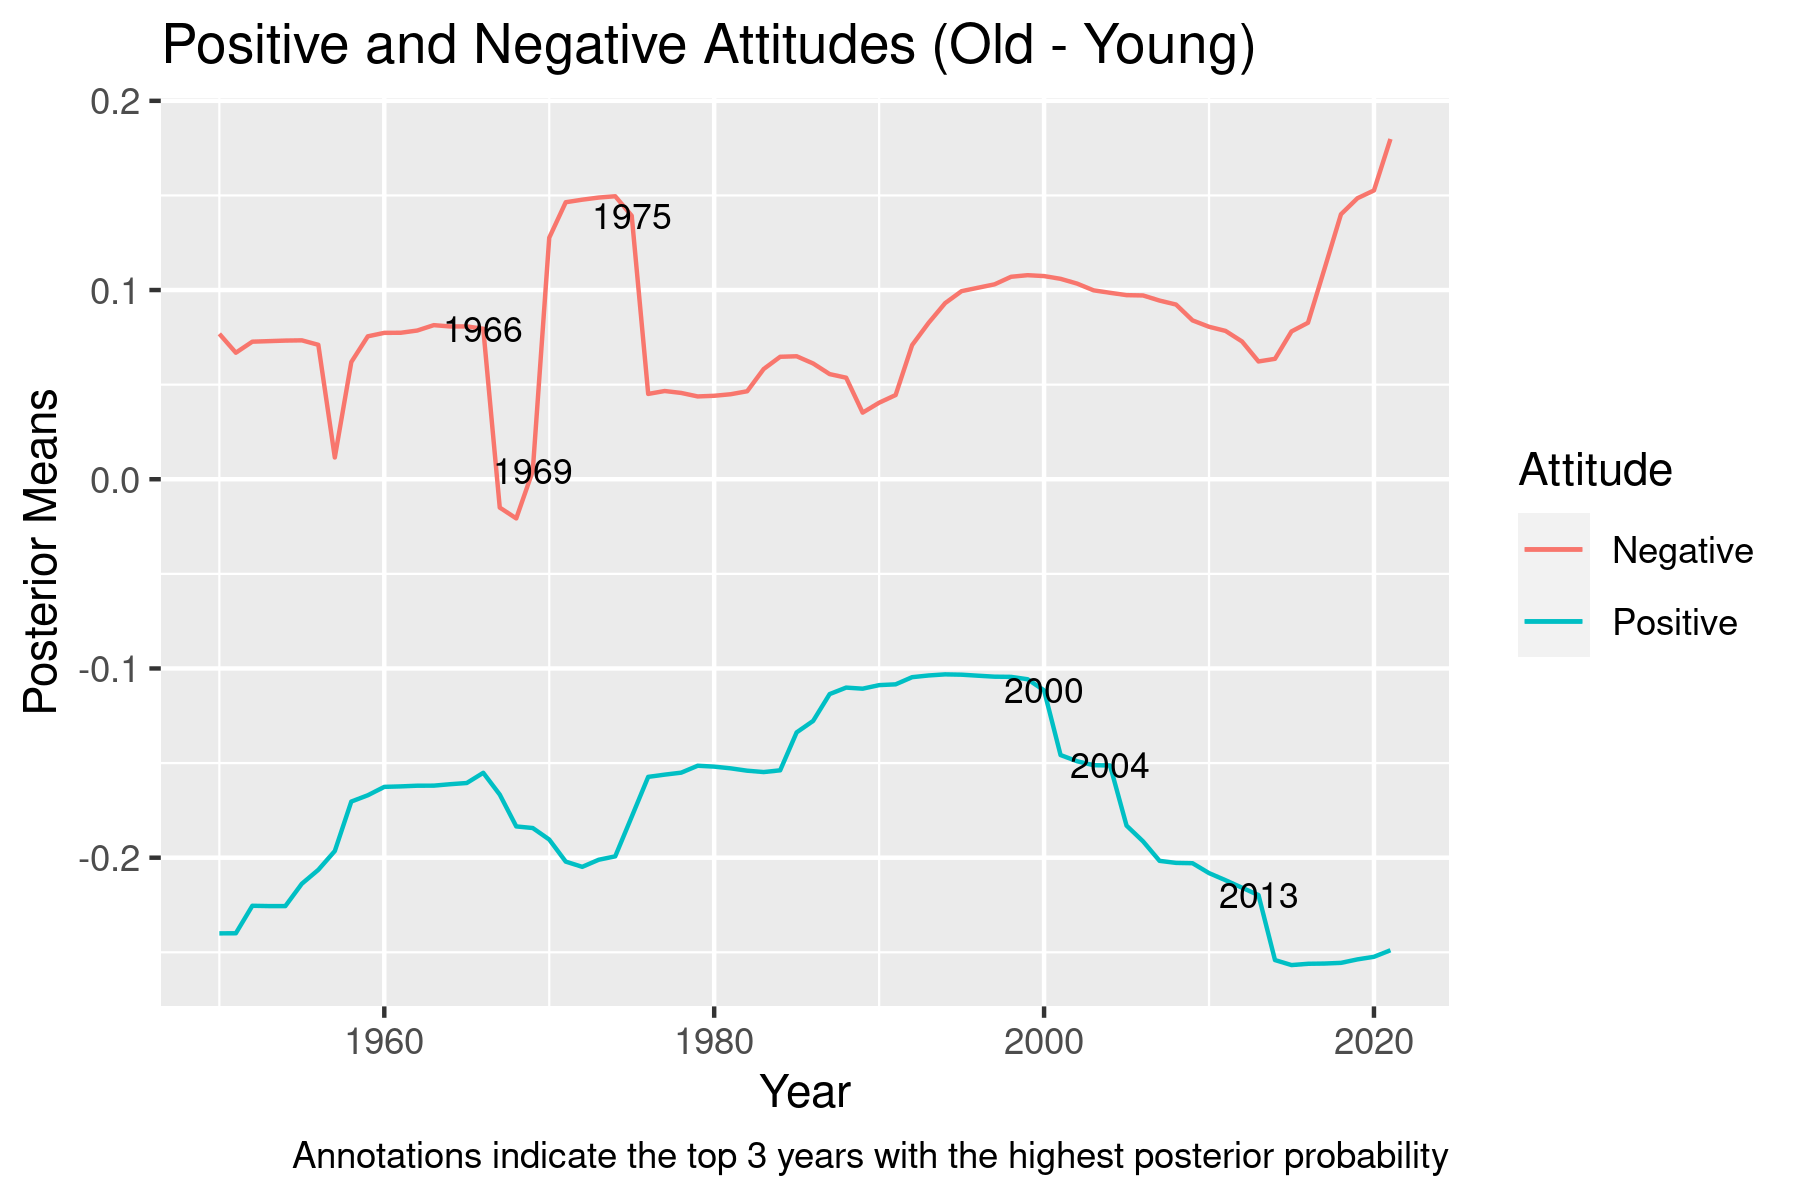 Positive and Negative Attitudes (Old - Young)
Posterior Means
0.2
0.1
0.0
-0.1
-0.2
1975
1966
1969
2000
2004
2013
Attitude
Negative
Positive
1960 1980 2000 2020
Year
Annotations indicate the top 3 years with the highest posterior probability